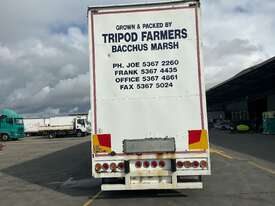 GROWN & PACKED BY
TRIPOD FARMERS
BACCHUS MARSH
PH. JOE 5367 2260
FRANK 5367 4435
OFFICE 5367 4861
FAX 5367 5024